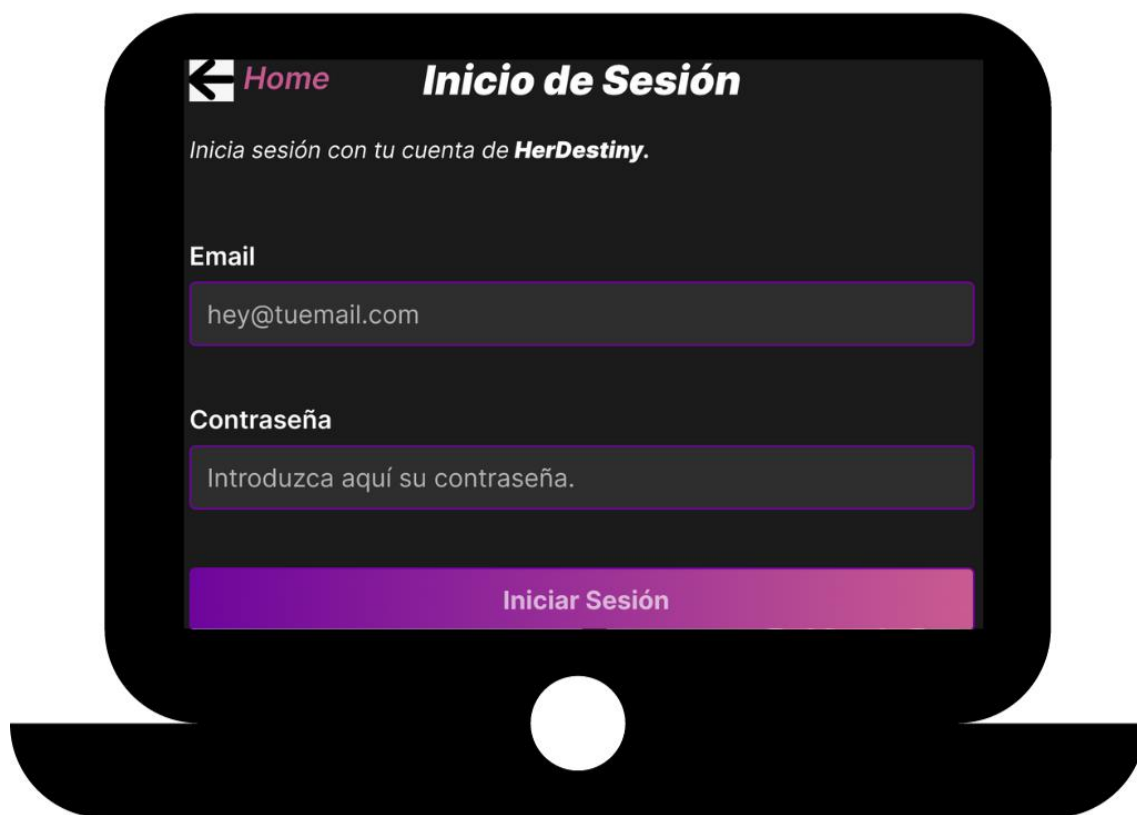 Home
Inicio de Sesión
Inicia sesión con tu cuenta de HerDestiny.
Email
hey@tuemail.com
Contraseña
Introduzca aquí su contraseña.
Iniciar Sesión